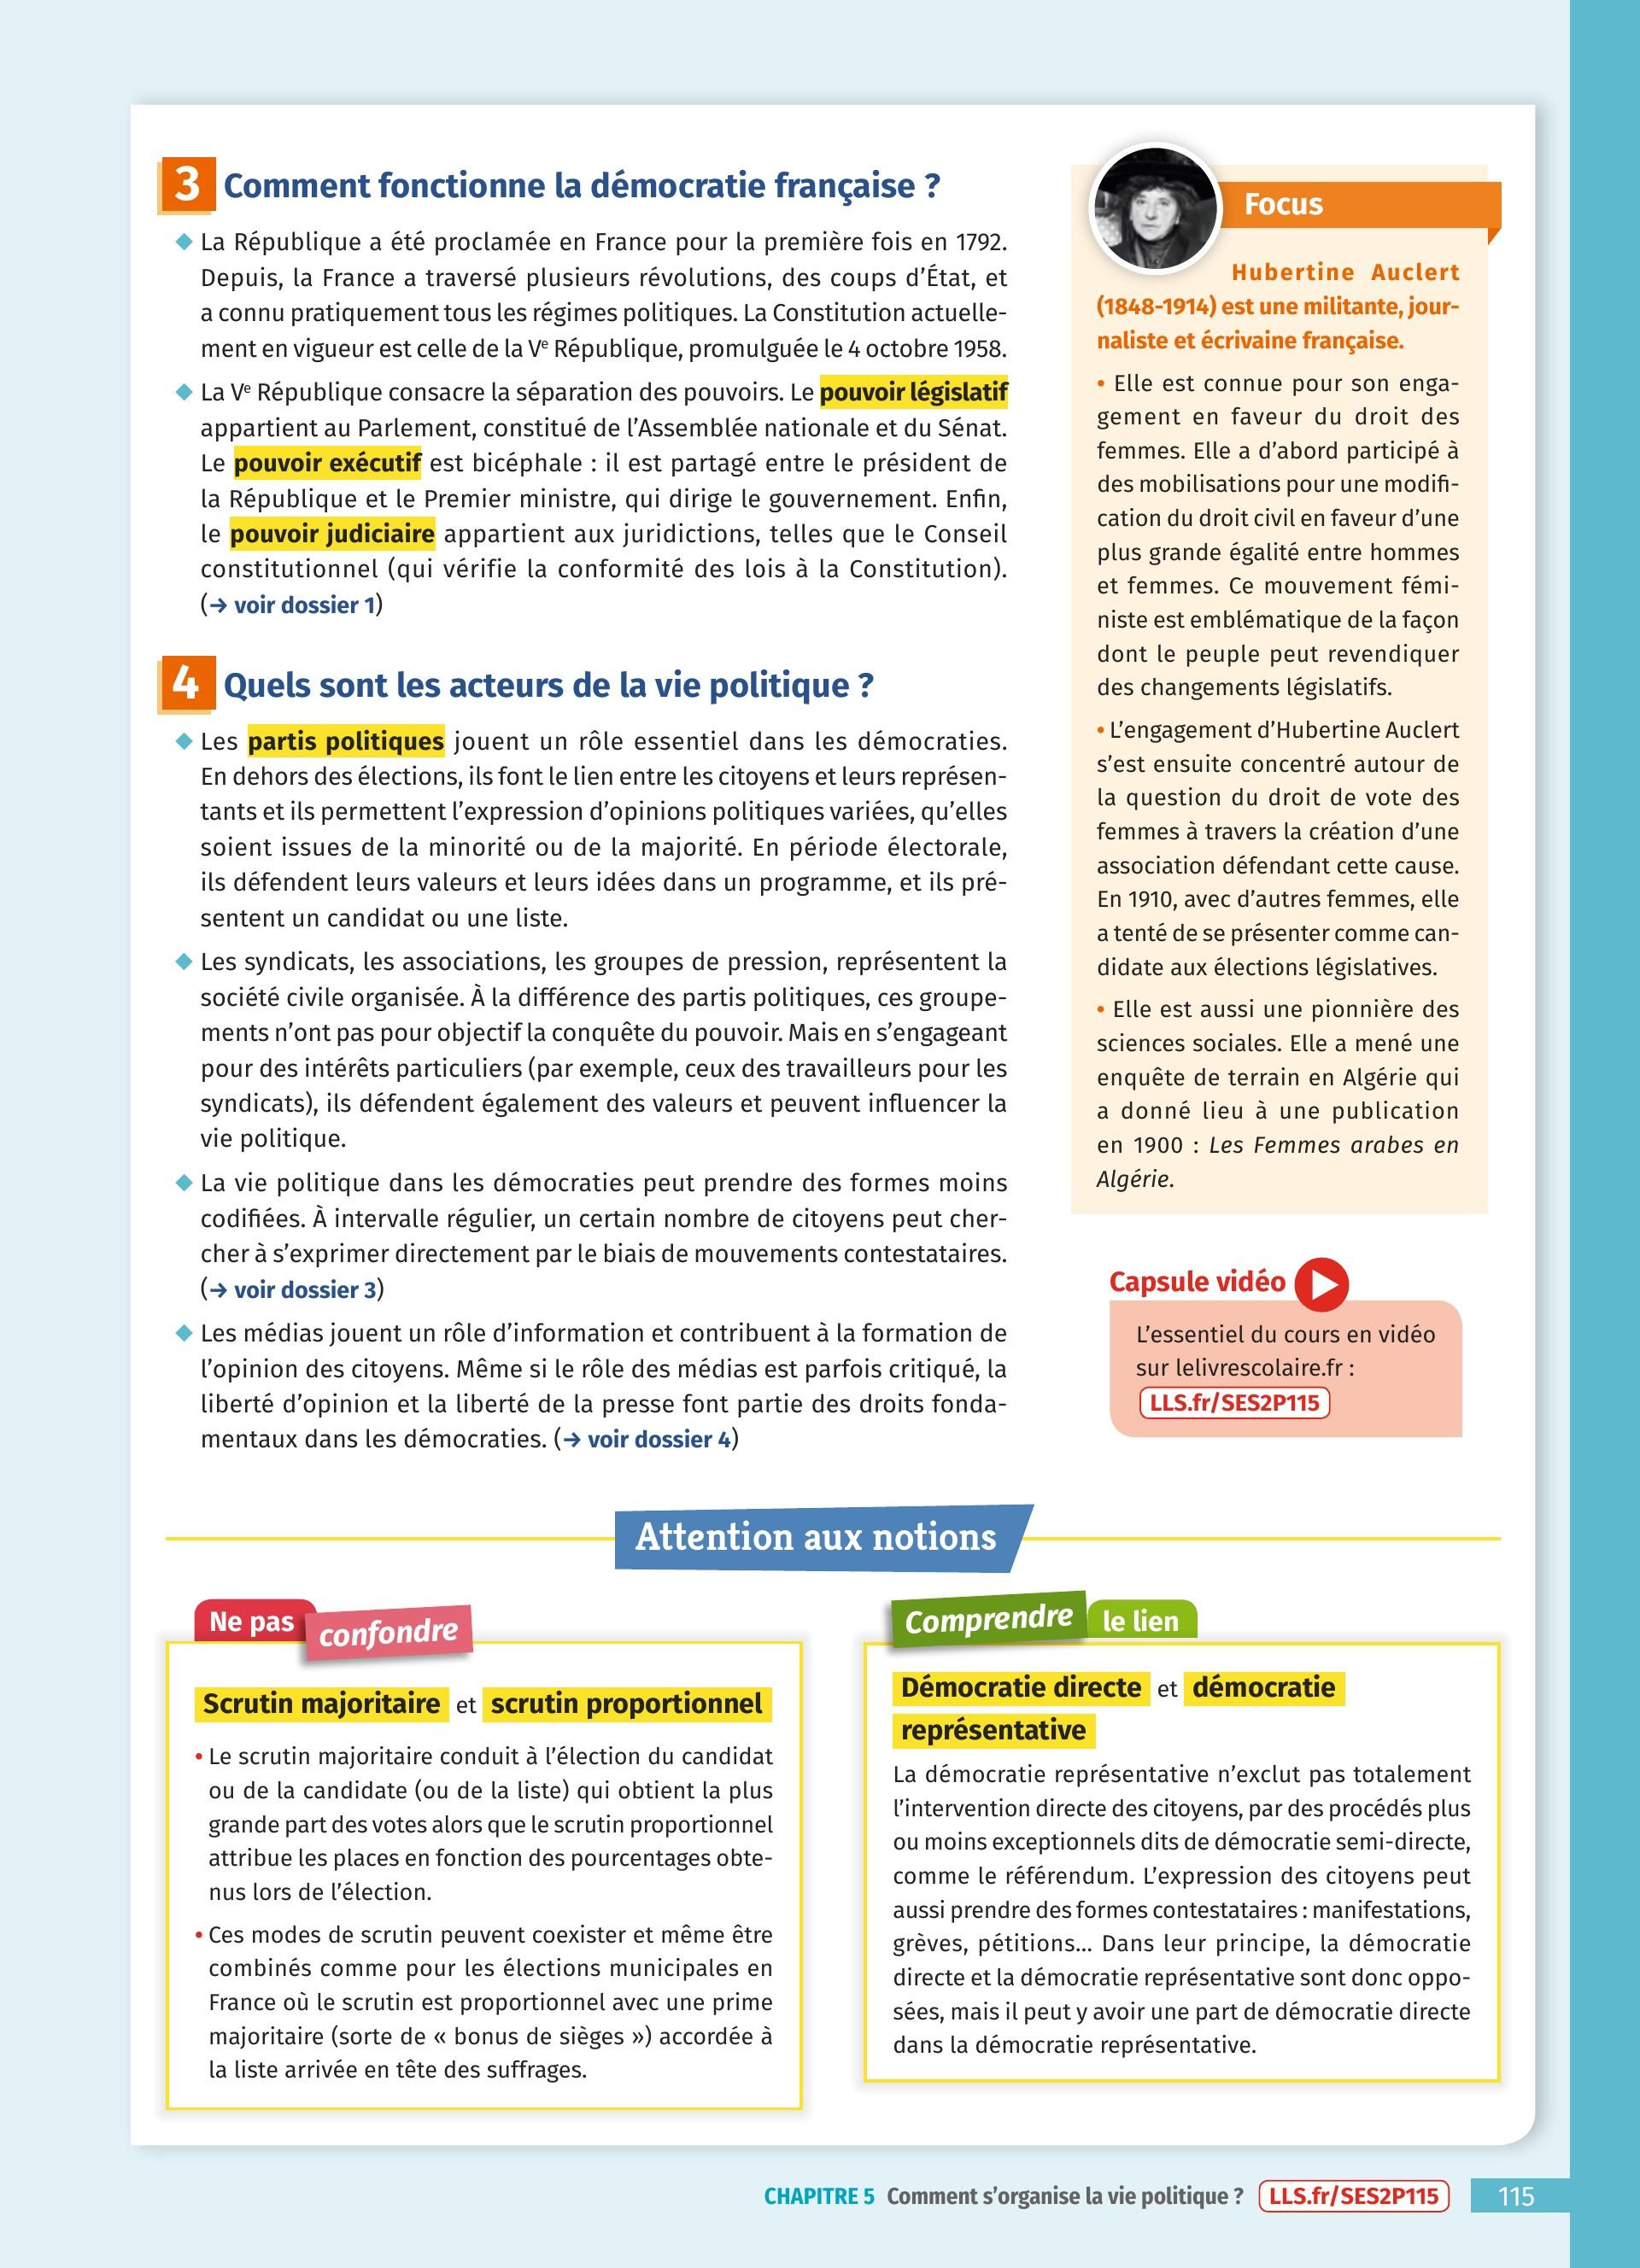 3 Comment fonctionne la démocratie française ?
◆ La République a été proclamée en France pour la première fois en 1792.
Depuis, la France a traversé plusieurs révolutions, des coups d’État, et
a connu pratiquement tous les régimes politiques. La Constitution actuelle-
ment en vigueur est celle de la Vᵉ République, promulguée le 4 octobre 1958.
◆ La Vᵉ République consacre la séparation des pouvoirs. Le pouvoir législatif
appartient au Parlement, constitué de l’Assemblée nationale et du Sénat.
Le pouvoir exécutif est bicéphale : il est partagé entre le président de
la République et le Premier ministre, qui dirige le gouvernement. Enfin,
le pouvoir judiciaire appartient aux juridictions, telles que le Conseil
constitutionnel (qui vérifie la conformité des lois à la Constitution).
(→ voir dossier 1)
4 Quels sont les acteurs de la vie politique ?
◆ Les partis politiques jouent un rôle essentiel dans les démocraties.
En dehors des élections, ils font le lien entre les citoyens et leurs représen-
tants et ils permettent l’expression d’opinions politiques variées, qu’elles
soient issues de la minorité ou de la majorité. En période électorale,
ils défendent leurs valeurs et leurs idées dans un programme, et ils pré-
sentent un candidat ou une liste.
◆ Les syndicats, les associations, les groupes de pression, représentent la
société civile organisée. À la différence des partis politiques, ces groupe-
ments n’ont pas pour objectif la conquête du pouvoir. Mais en s’engageant
pour des intérêts particuliers (par exemple, ceux des travailleurs pour les
syndicats), ils défendent également des valeurs et peuvent influencer la
vie politique.
◆ La vie politique dans les démocraties peut prendre des formes moins
codifiées. À intervalle régulier, un certain nombre de citoyens peut cher-
cher à s’exprimer directement par le biais de mouvements contestataires.
(→ voir dossier 3)
◆ Les médias jouent un rôle d’information et contribuent à la formation de
l’opinion des citoyens. Même si le rôle des médias est parfois critiqué, la
liberté d’opinion et la liberté de la presse font partie des droits fonda-
mentaux dans les démocraties. (→ voir dossier 4)
Focus
Hubertine Auclert
(1848-1914) est une militante, jour-
naliste et écrivaine française.
• Elle est connue pour son enga-
gement en faveur du droit des
femmes. Elle a d’abord participé à
des mobilisations pour une modifi-
cation du droit civil en faveur d’une
plus grande égalité entre hommes
et femmes. Ce mouvement fémi-
niste est emblématique de la façon
dont le peuple peut revendiquer
des changements législatifs.
• L’engagement d’Hubertine Auclert
s’est ensuite concentré autour de
la question du droit de vote des
femmes à travers la création d’une
association défendant cette cause.
En 1910, avec d’autres femmes, elle
a tenté de se présenter comme can-
didate aux élections législatives.
• Elle est aussi une pionnière des
sciences sociales. Elle a mené une
enquête de terrain en Algérie qui
a donné lieu à une publication
en 1900 : Les Femmes arabes en
Algérie.
Capsule vidéo
L’essentiel du cours en vidéo
sur lelivrescolaire.fr :
LLS.fr/SES2P115
Attention aux notions
Ne pas confondre
Scrutin majoritaire et scrutin proportionnel
• Le scrutin majoritaire conduit à l’élection du candidat
ou de la candidate (ou de la liste) qui obtient la plus
grande part des votes alors que le scrutin proportionnel
attribue les places en fonction des pourcentages obte-
nus lors de l’élection.
• Ces modes de scrutin peuvent coexister et même être
combinés comme pour les élections municipales en
France où le scrutin est proportionnel avec une prime
majoritaire (sorte de « bonus de sièges ») accordée à
la liste arrivée en tête des suffrages.
Comprendre le lien
Démocratie directe et démocratie
représentative
La démocratie représentative n’exclut pas totalement
l’intervention directe des citoyens, par des procédés plus
ou moins exceptionnels dits de démocratie semi-directe,
comme le référendum. L’expression des citoyens peut
aussi prendre des formes contestataires : manifestations,
grèves, pétitions… Dans leur principe, la démocratie
directe et la démocratie représentative sont donc oppo-
sées, mais il peut y avoir une part de démocratie directe
dans la démocratie représentative.
CHAPITRE 5 Comment s’organise la vie politique ? LLS.fr/SES2P115 115